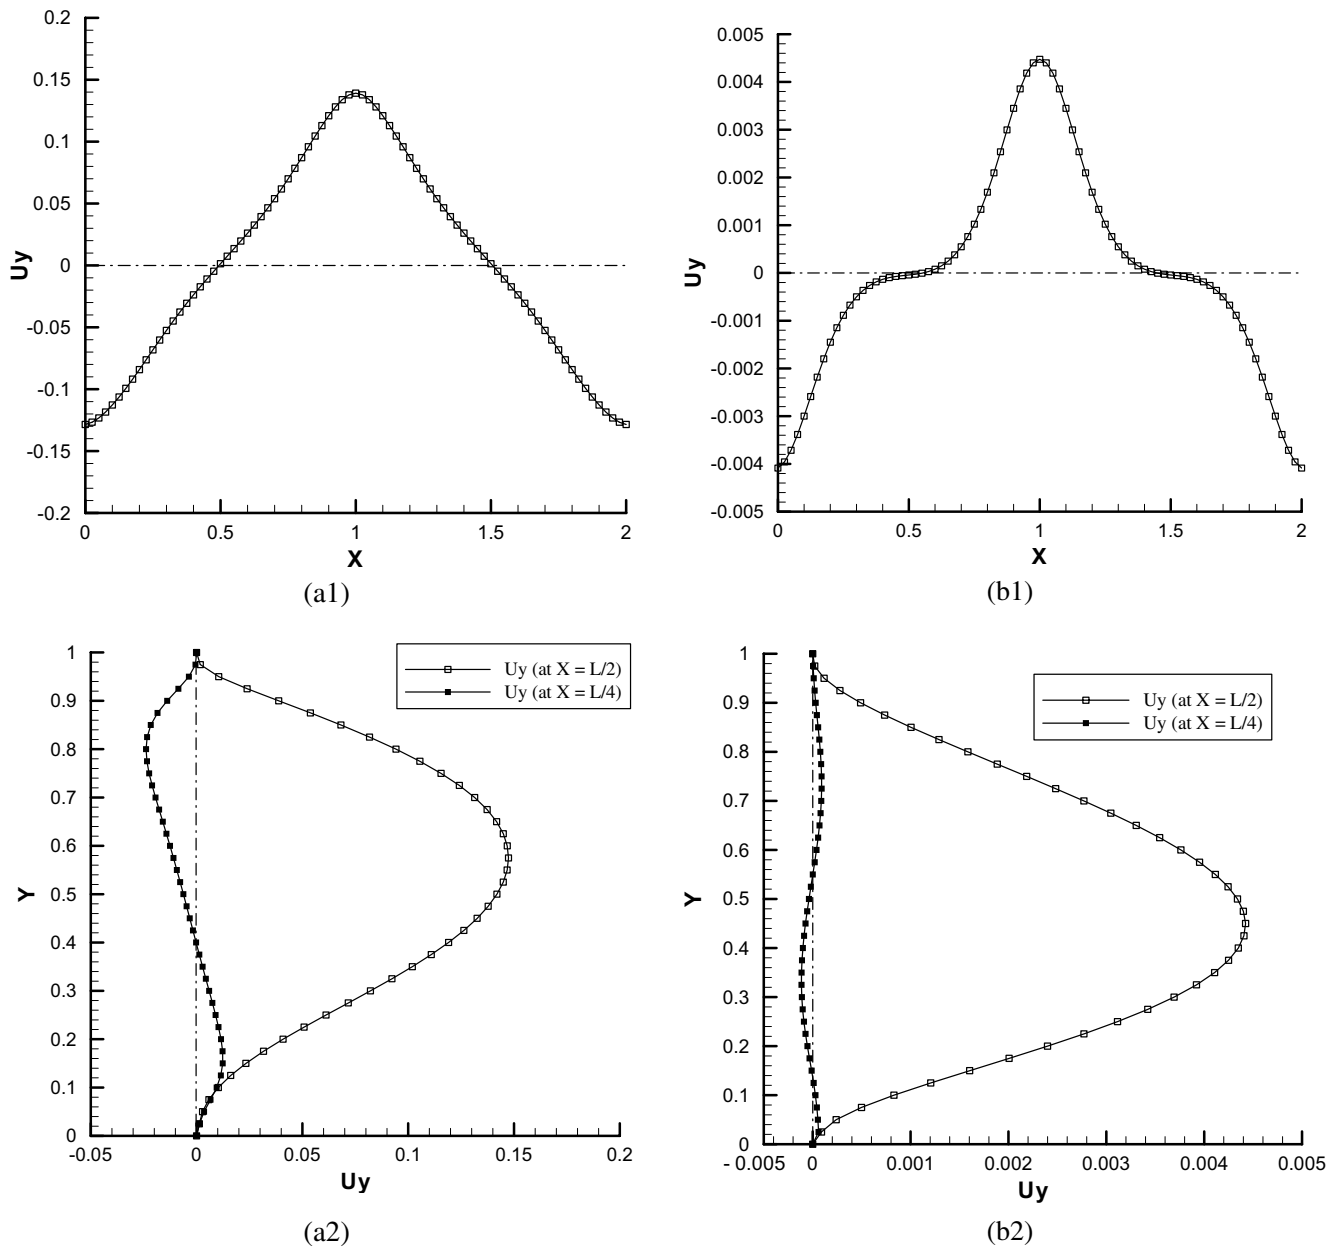 0.2
0.15
0.1
0.05
0
-0.05
-0.1
-0.15
-0.2
Uy
0 0.5 1 1.5 2
X
(a1)
0.005
0.004
0.003
0.002
0.001
0
-0.001
-0.002
-0.003
-0.004
-0.005
Uy
0 0.5 1 1.5 2
X
(b1)
1
0.9
0.8
0.7
0.6
0.5
0.4
0.3
0.2
0.1
0
Y
Uy (at X = L/2)
Uy (at X = L/4)
-0.05 0 0.05 0.1 0.15 0.2
Uy
(a2)
1
0.9
0.8
0.7
0.6
0.5
0.4
0.3
0.2
0.1
0
Y
Uy (at X = L/2)
Uy (at X = L/4)
- 0.005 0 0.001 0.002 0.003 0.004 0.005
Uy
(b2)